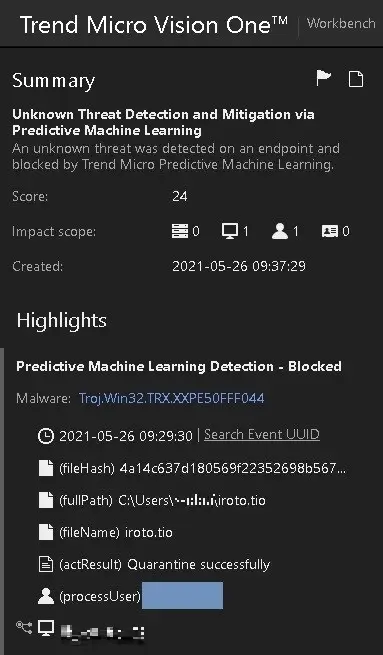 Trend Micro Vision One™ Workbench
Summary
Unknown Threat Detection and Mitigation via
Predictive Machine Learning
An unknown threat was detected on an endpoint and
blocked by Trend Micro Predictive Machine Learning.
Score: 24
Impact scope: 0 1 1 0
Created: 2021-05-26 09:37:29
Highlights
Predictive Machine Learning Detection - Blocked
Malware: Troj.Win32.TRX.XXPE50FFF044
2021-05-26 09:29:30 | Search Event UUID
(fileHash) 4a14c637d180569f22352698b567...
(fullPath) C:\Users\ \iroto.tio
(fileName) iroto.tio
(actResult) Quarantine successfully
(processUser)